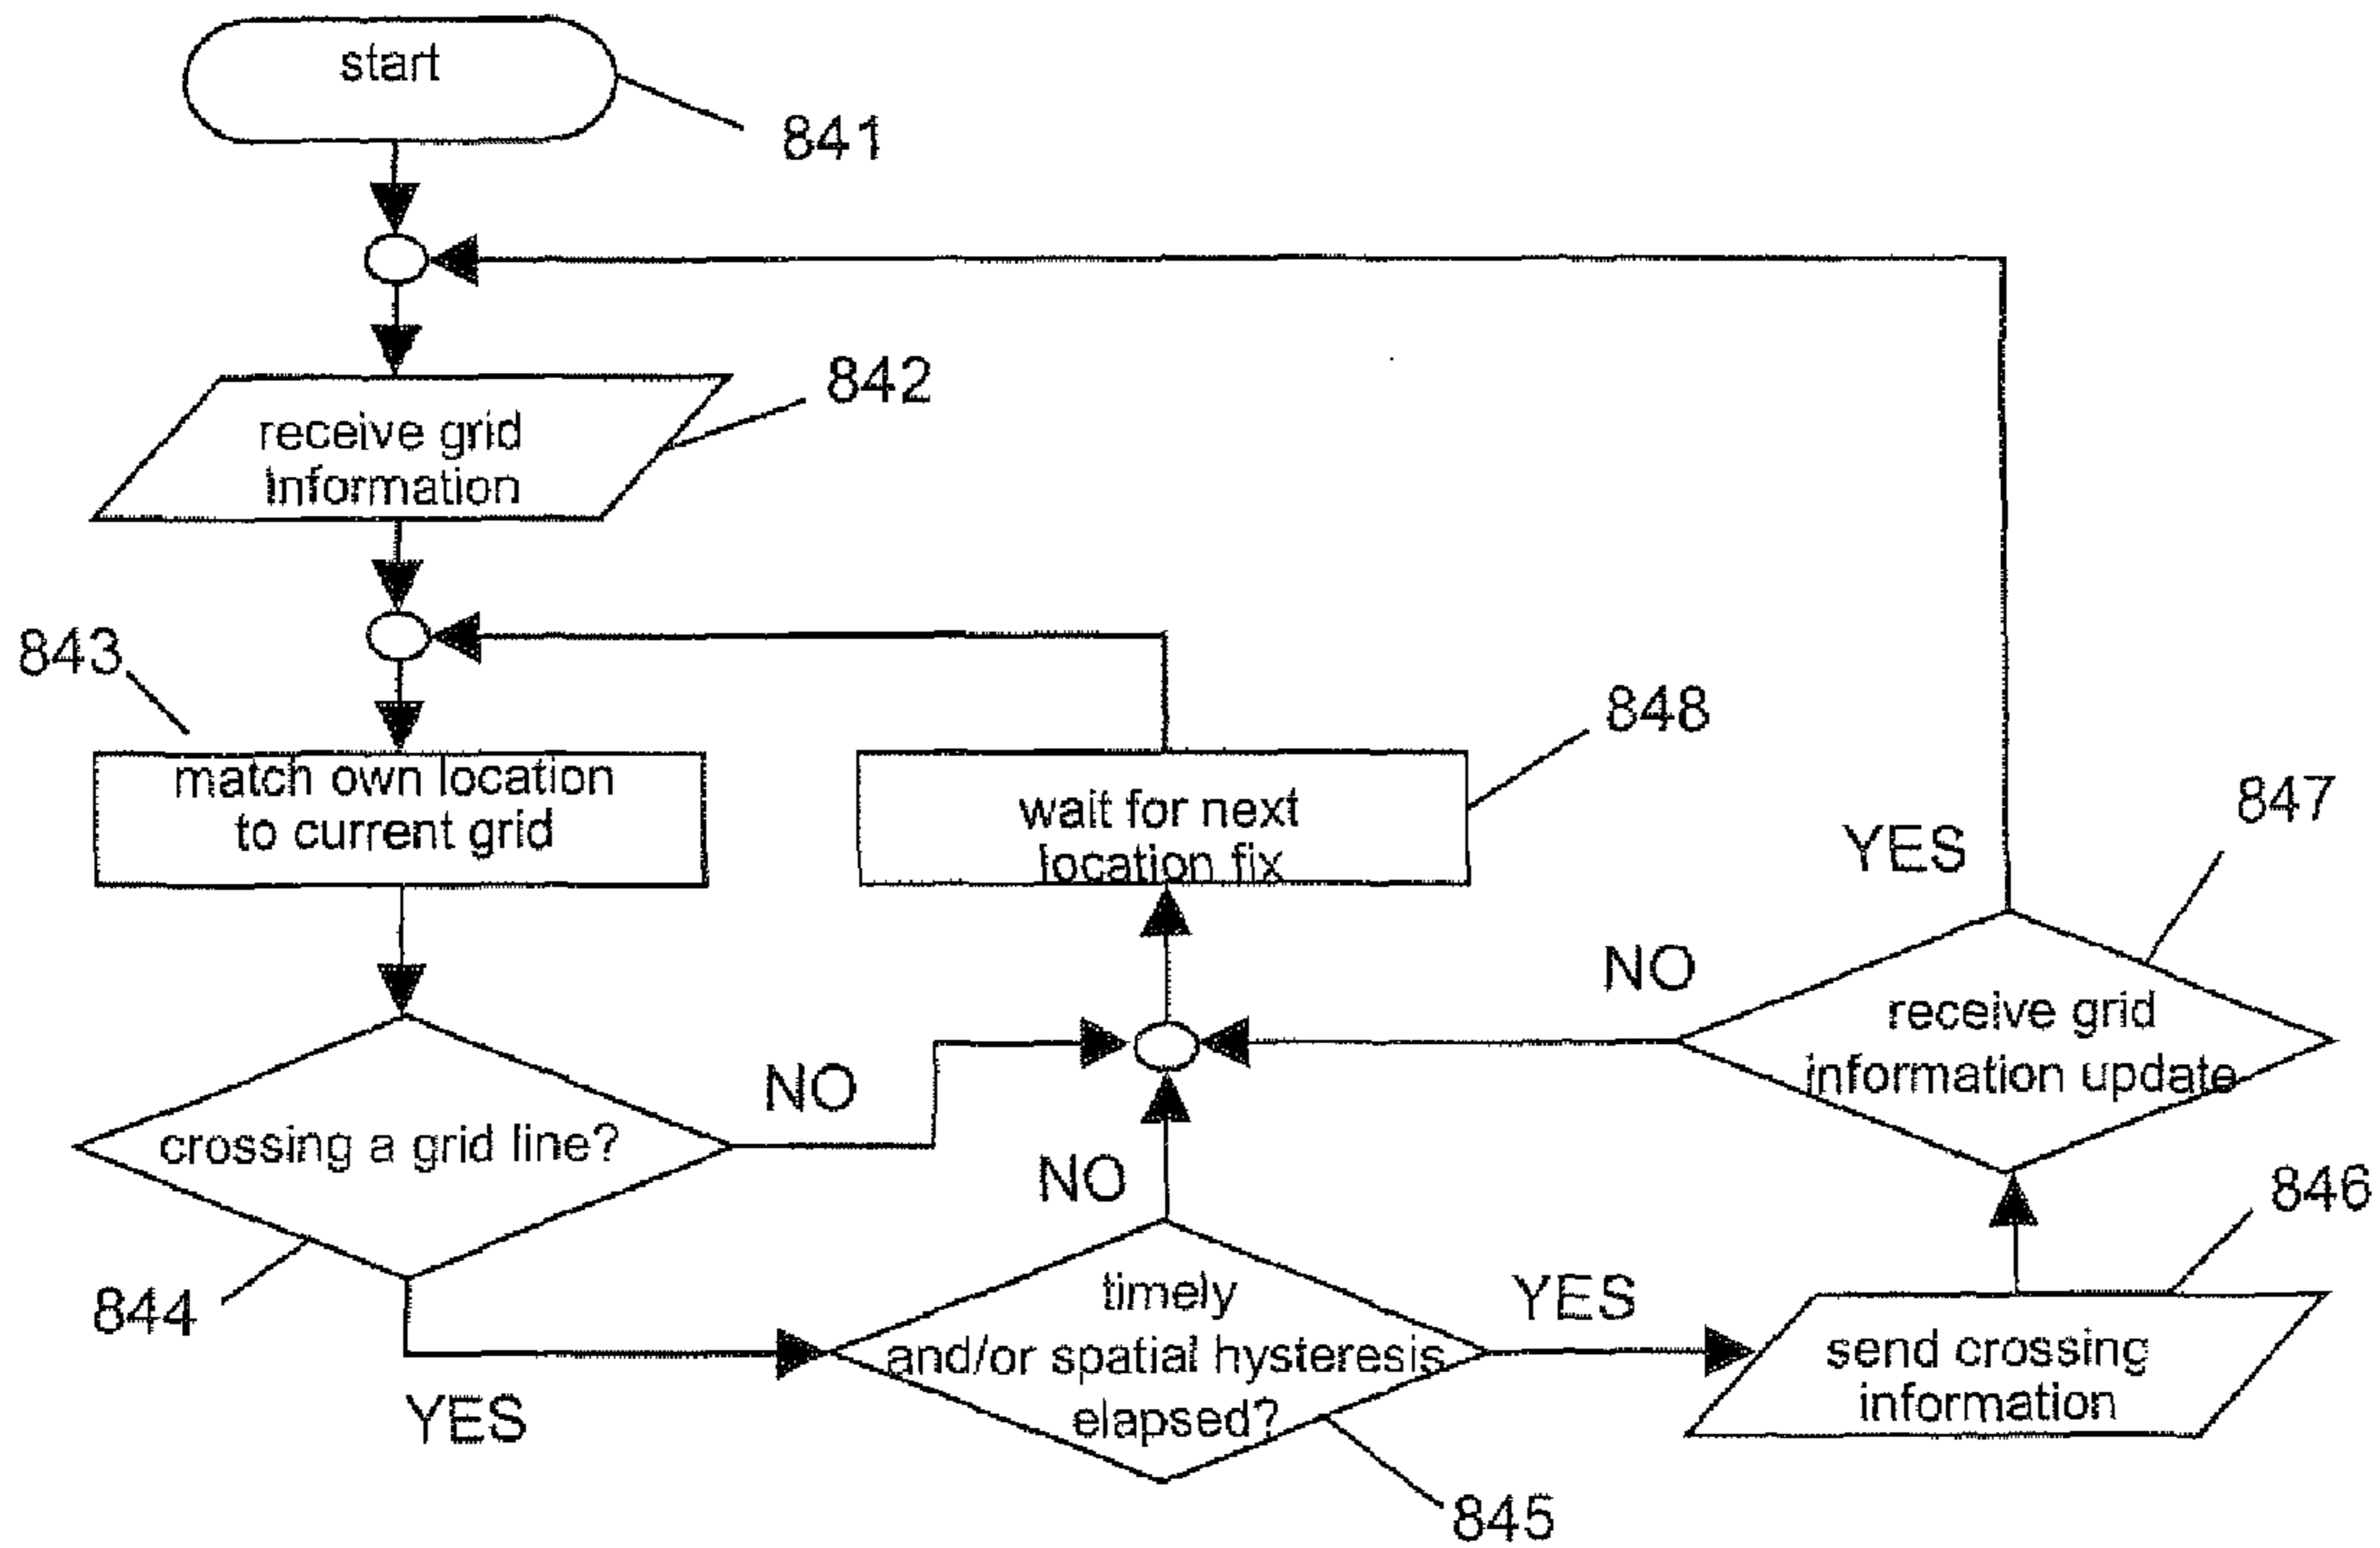 start
841
842
receive grid
Information
843
848
match own location
to current grid
wait for next
location fix
847
YES
NO
receive grid
information update
NO
crossing a grid line?
NO
846
844
timely
and/or spatial hysteresis
elapsed?
YES
send crossing
information
YES
845